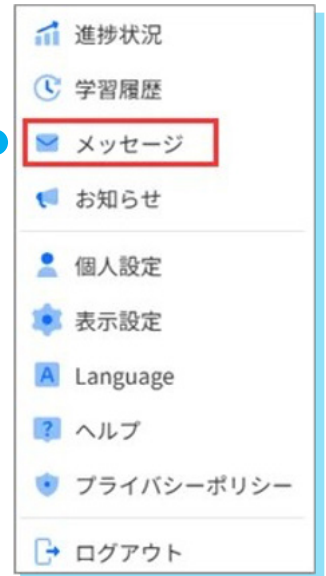 進捗状況
学習履歴
メッセージ
お知らせ
個人設定
表示設定
A Language
? ヘルプ
プライバシーポリシー
ログアウト